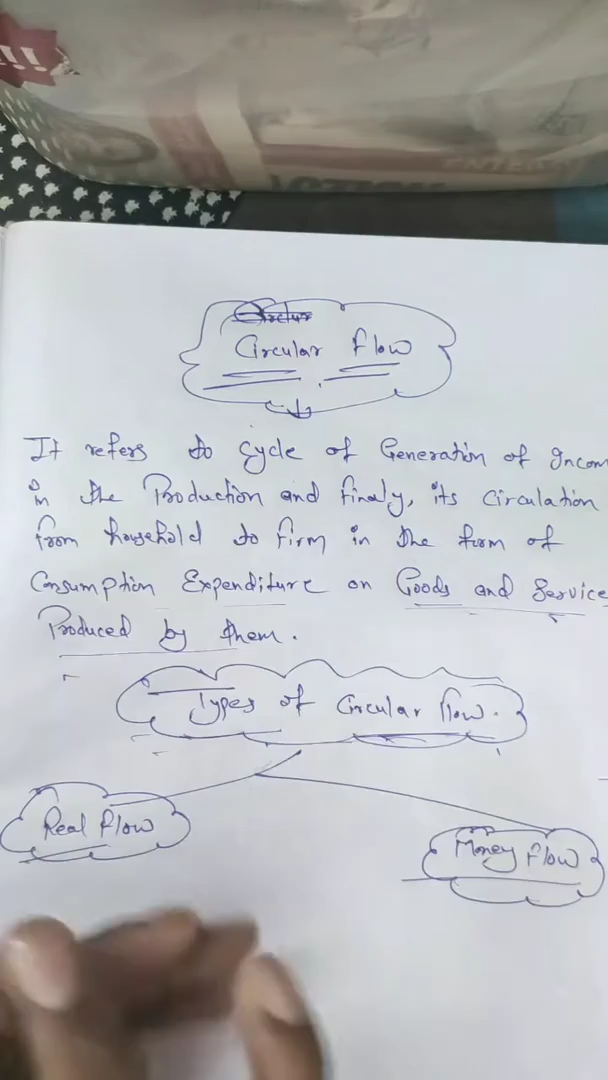 Circular Flow
It refers to Cycle of Generation of Incom
in the Production and Finaly, its Circulation
from household to firm in the form of
Consumption Expenditure on Goods and Service
Produced by them.
Types of Circular flow.
Real Flow
Money Flow